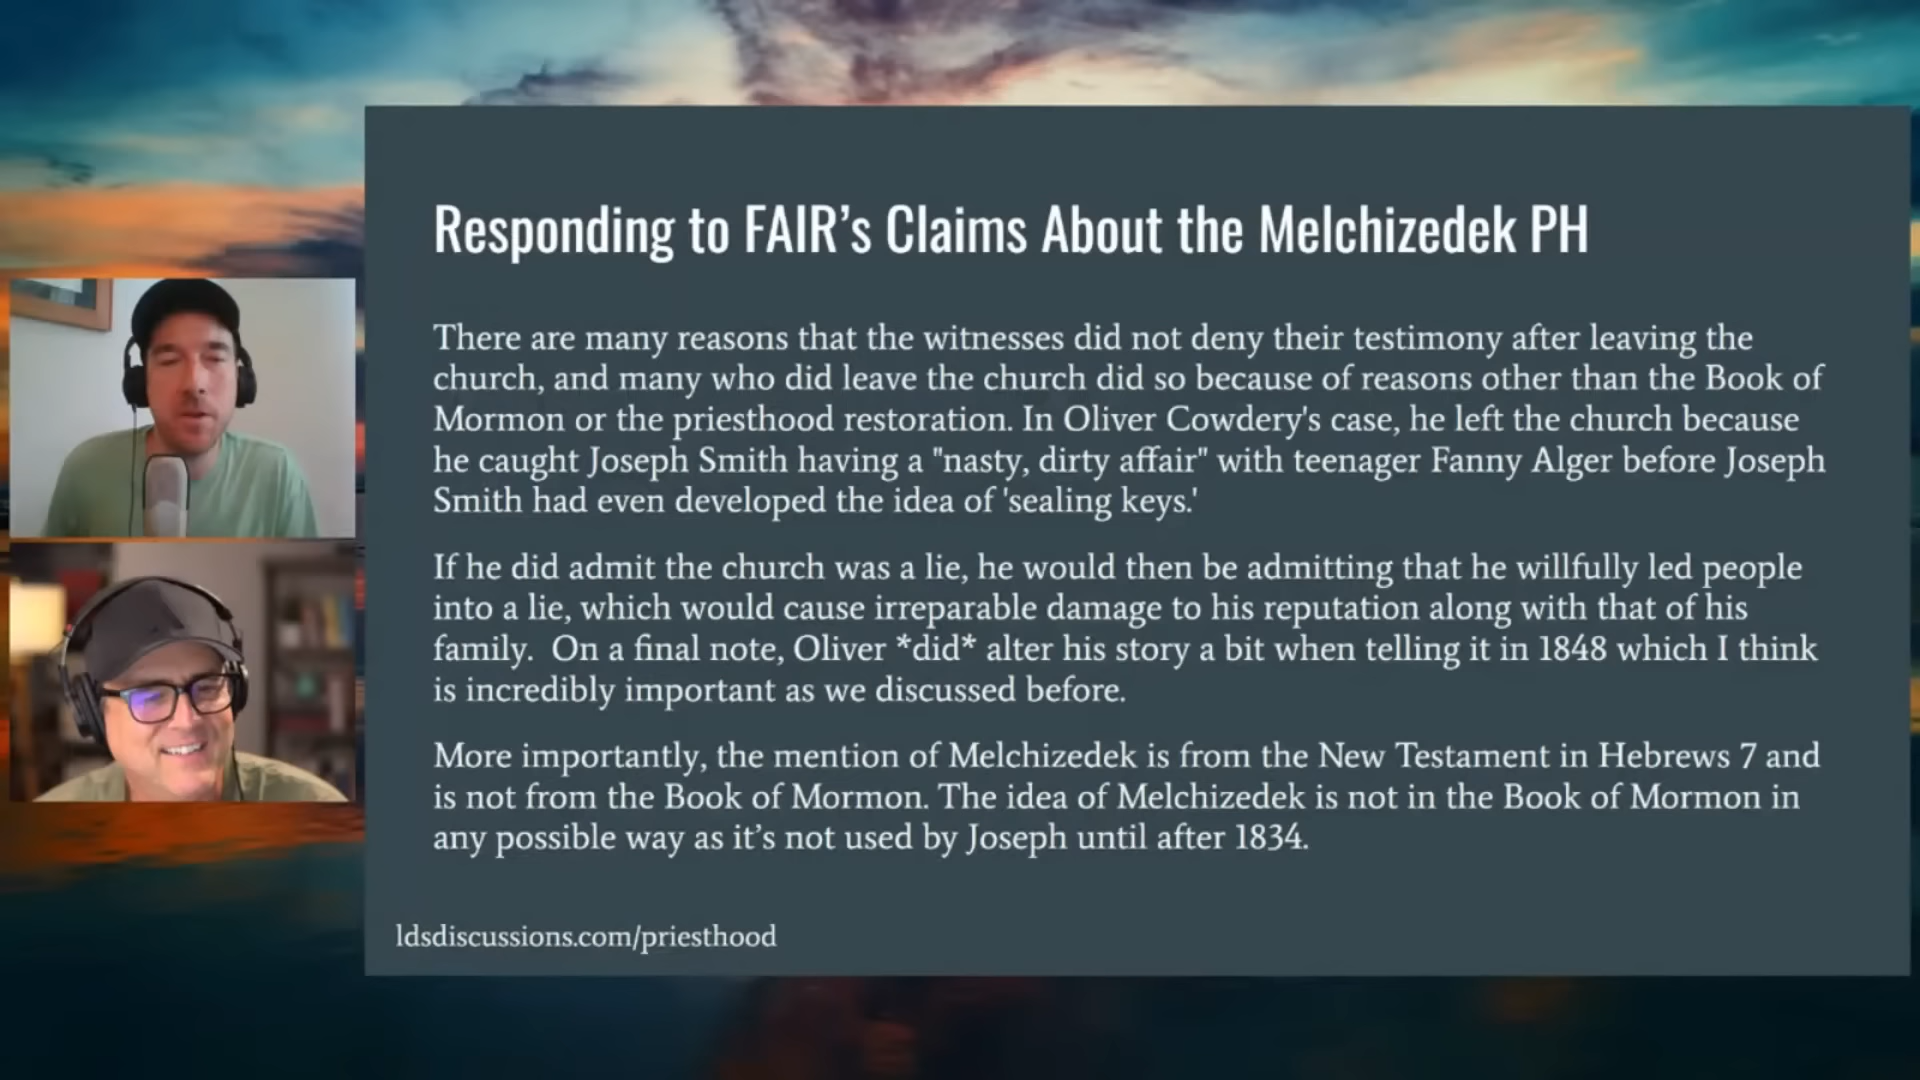 Responding to FAIR’s Claims About the Melchizedek PH
There are many reasons that the witnesses did not deny their testimony after leaving the
church, and many who did leave the church did so because of reasons other than the Book of
Mormon or the priesthood restoration. In Oliver Cowdery's case, he left the church because
he caught Joseph Smith having a "nasty, dirty affair" with teenager Fanny Alger before Joseph
Smith had even developed the idea of 'sealing keys.'
If he did admit the church was a lie, he would then be admitting that he willfully led people
into a lie, which would cause irreparable damage to his reputation along with that of his
family.  On a final note, Oliver *did* alter his story a bit when telling it in 1848 which I think
is incredibly important as we discussed before.
More importantly, the mention of Melchizedek is from the New Testament in Hebrews 7 and
is not from the Book of Mormon. The idea of Melchizedek is not in the Book of Mormon in
any possible way as it’s not used by Joseph until after 1834.
ldsdiscussions.com/priesthood